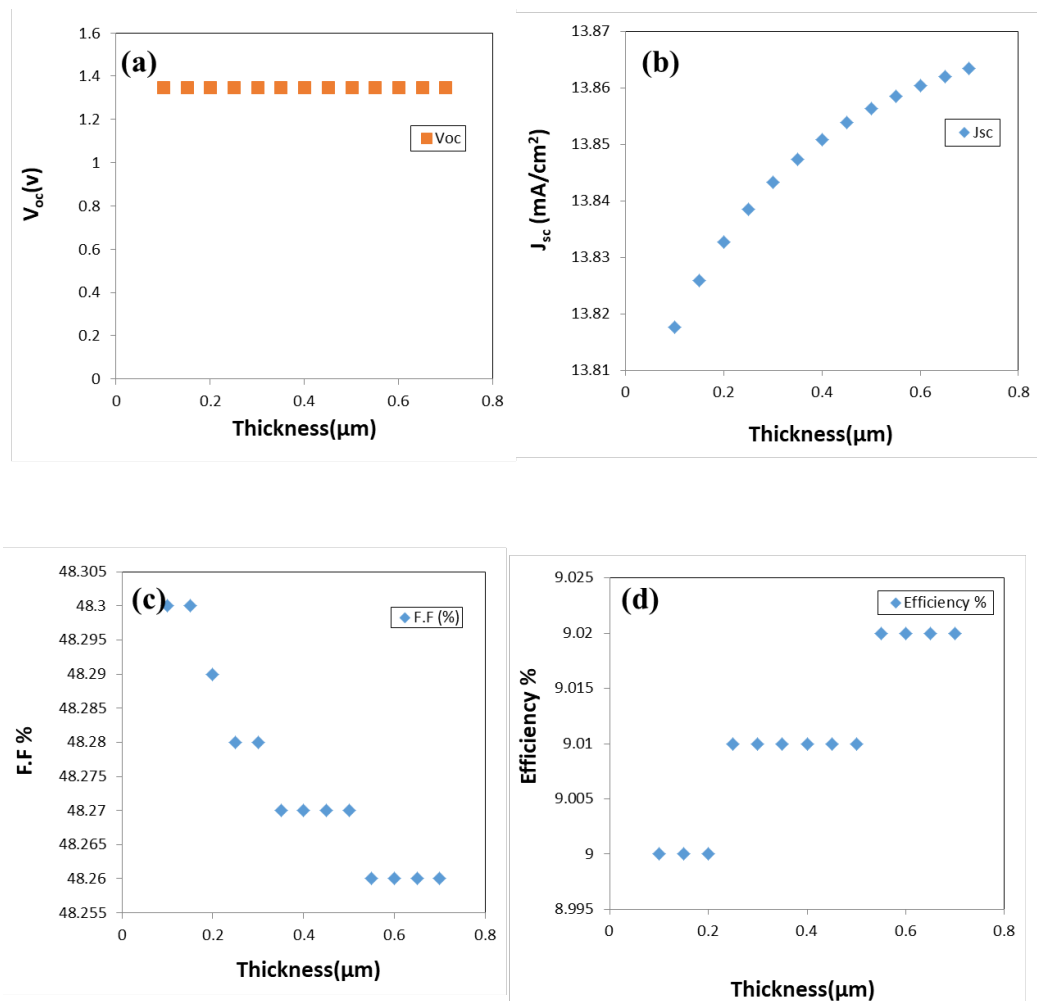 (a)
1.6
1.4
1.2
1
0.8
0.6
0.4
0.2
0
Voc(v)
Voc
0 0.2 0.4 0.6 0.8
Thickness(μm)
(b)
13.87
13.86
13.85
13.84
13.83
13.82
13.81
Jsc (mA/cm²)
Jsc
0 0.2 0.4 0.6 0.8
Thickness(μm)
(c)
48.305
48.3
48.295
48.29
48.285
48.28
48.275
48.27
48.265
48.26
48.255
F.F %
F.F (%)
0 0.2 0.4 0.6 0.8
Thickness(μm)
(d)
9.025
9.02
9.015
9.01
9.005
9
8.995
Efficiency %
Efficiency %
0 0.2 0.4 0.6 0.8
Thickness(μm)